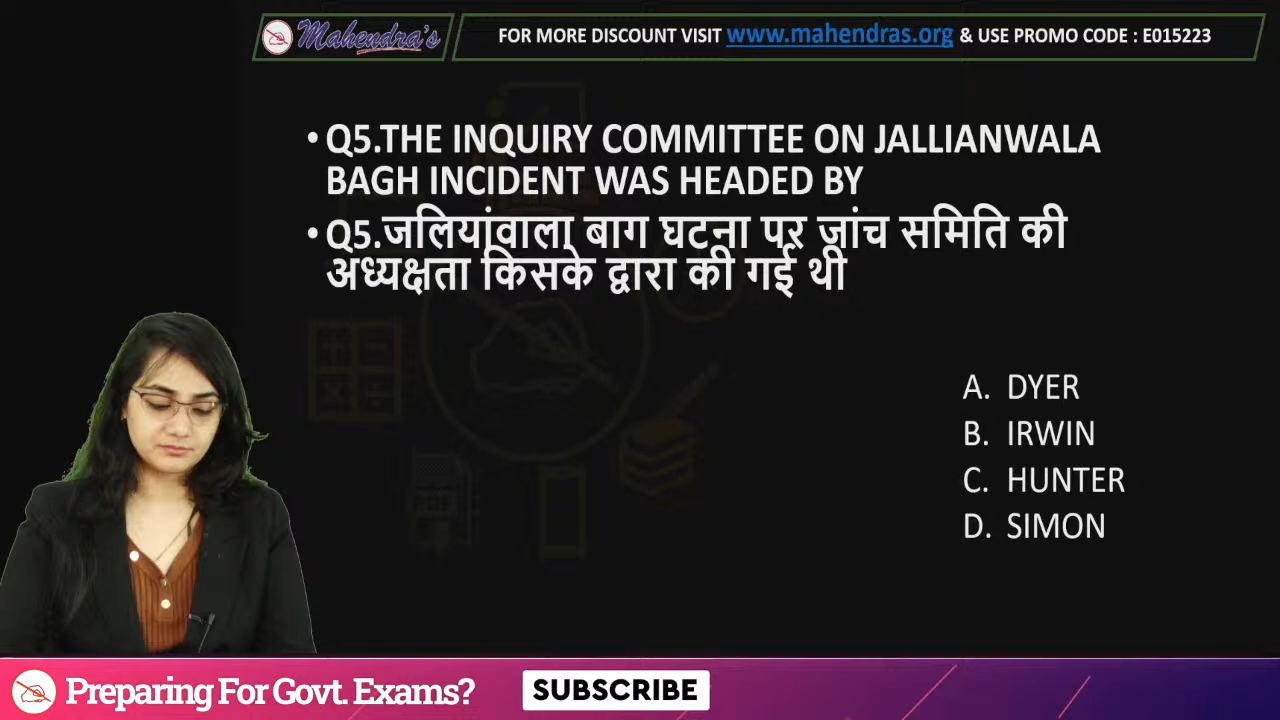 Mahendra's
FOR MORE DISCOUNT VISIT www.mahendras.org & USE PROMO CODE : E015223
• Q5.THE INQUIRY COMMITTEE ON JALLIANWALA
BAGH INCIDENT WAS HEADED BY
• Q5.जलियांवाला बाग घटना पर जांच समिति की
अध्यक्षता किसके द्वारा की गई थी
A. DYER
B. IRWIN
C. HUNTER
D. SIMON
Preparing For Govt. Exams?
SUBSCRIBE